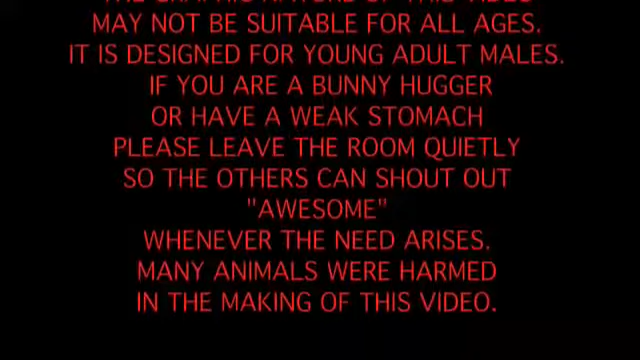 MAY NOT BE SUITABLE FOR ALL AGES.
IT IS DESIGNED FOR YOUNG ADULT MALES.
IF YOU ARE A BUNNY HUGGER
OR HAVE A WEAK STOMACH
PLEASE LEAVE THE ROOM QUIETLY
SO THE OTHERS CAN SHOUT OUT
"AWESOME"
WHENEVER THE NEED ARISES.
MANY ANIMALS WERE HARMED
IN THE MAKING OF THIS VIDEO.